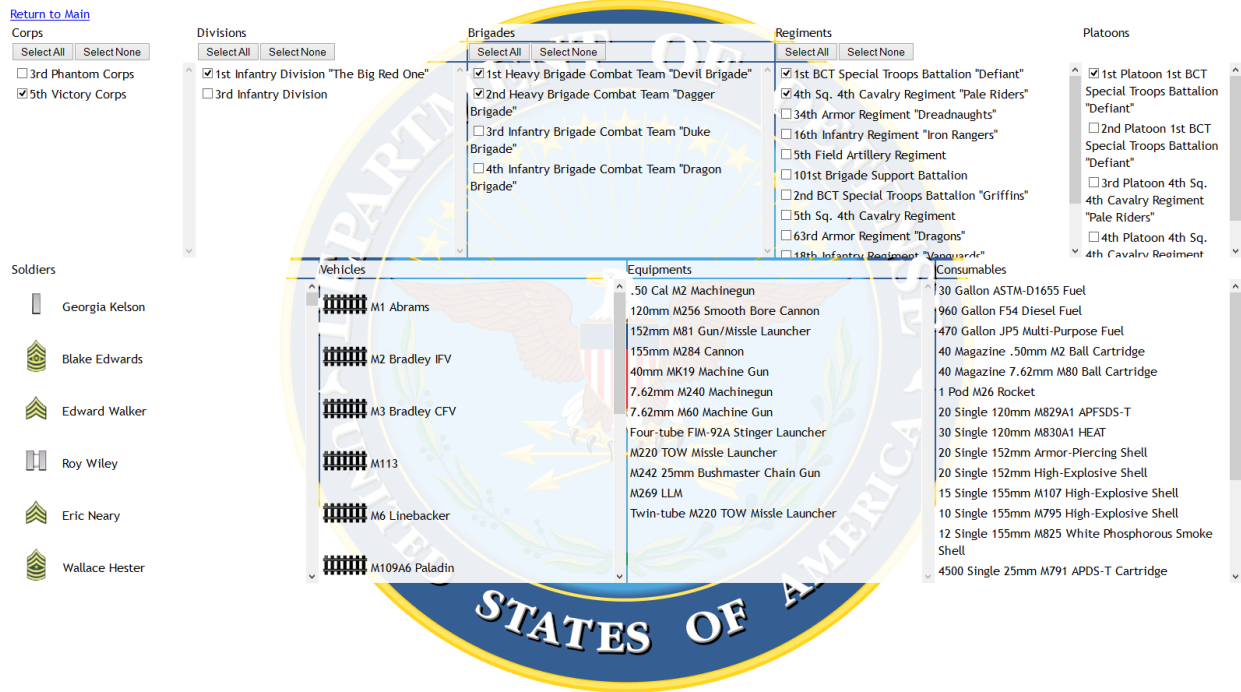 Return to Main
Corps
Select All Select None
3rd Phantom Corps
5th Victory Corps
Divisions
Select All Select None
1st Infantry Division "The Big Red One"
3rd Infantry Division
Brigades
Select All Select None
1st Heavy Brigade Combat Team "Devil Brigade"
2nd Heavy Brigade Combat Team "Dagger
Brigade"
3rd Infantry Brigade Combat Team "Duke
Brigade"
4th Infantry Brigade Combat Team "Dragon
Brigade"
Regiments
Select All Select None
1st BCT Special Troops Battalion "Defiant"
4th Sq. 4th Cavalry Regiment "Pale Riders"
34th Armor Regiment "Dreadnaughts"
16th Infantry Regiment "Iron Rangers"
5th Field Artillery Regiment
101st Brigade Support Battalion
2nd BCT Special Troops Battalion "Griffins"
5th Sq. 4th Cavalry Regiment
63rd Armor Regiment "Dragons"
18th Infantry Regiment "Vanguards"
Platoons
1st Platoon 1st BCT
Special Troops Battalion
"Defiant"
2nd Platoon 1st BCT
Special Troops Battalion
"Defiant"
3rd Platoon 4th Sq.
4th Cavalry Regiment
"Pale Riders"
4th Platoon 4th Sq.
4th Cavalry Regiment
Soldiers
Georgia Kelson
Blake Edwards
Edward Walker
Roy Wiley
Eric Neary
Wallace Hester
Vehicles
M1 Abrams
M2 Bradley IFV
M3 Bradley CFV
M113
M6 Linebacker
M109A6 Paladin
Equipments
.50 Cal M2 Machinegun
120mm M256 Smooth Bore Cannon
152mm M81 Gun/Missle Launcher
155mm M284 Cannon
40mm MK19 Machine Gun
7.62mm M240 Machinegun
7.62mm M60 Machine Gun
Four-tube FIM-92A Stinger Launcher
M220 TOW Missle Launcher
M242 25mm Bushmaster Chain Gun
M269 LLM
Twin-tube M220 TOW Missle Launcher
Consumables
30 Gallon ASTM-D1655 Fuel
960 Gallon F54 Diesel Fuel
470 Gallon JP5 Multi-Purpose Fuel
40 Magazine .50mm M2 Ball Cartridge
40 Magazine 7.62mm M80 Ball Cartridge
1 Pod M26 Rocket
20 Single 120mm M829A1 APFSDS-T
30 Single 120mm M830A1 HEAT
20 Single 152mm Armor-Piercing Shell
20 Single 152mm High-Explosive Shell
15 Single 155mm M107 High-Explosive Shell
10 Single 155mm M795 High-Explosive Shell
12 Single 155mm M825 White Phosphorous Smoke
Shell
4500 Single 25mm M791 APDS-T Cartridge
DEPARTMENT OF DEFENSE
UNITED STATES OF AMERICA